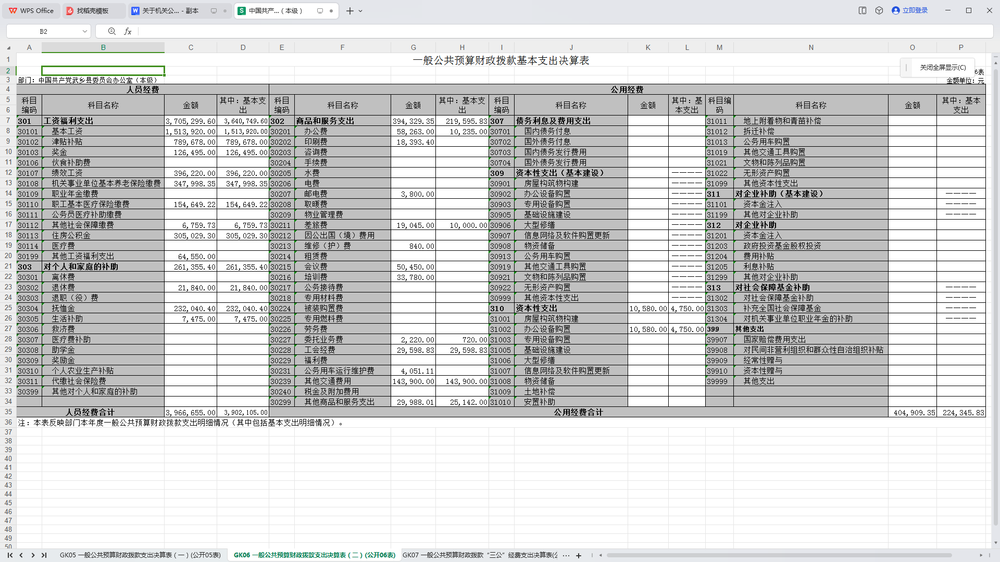 WPS Office 找稻壳模板 关于机关公... - 副本 中国共产...（本级） 立即登录
B2 fx
A B C D E F G H I J K L M N O P
1 一般公共预算财政拨款基本支出决算表
关闭全屏显示(C)
2 6表
3 部门：中国共产党武乡县委员会办公室（本级） 金额单位：元
4 人员经费 公用经费
5 6 科目编码 科目名称 金额 其中：基本支出 科目编码 科目名称 金额 其中：基本支出 科目编码 科目名称 金额 其中：基本支出 科目编码 科目名称 金额 其中：基本支出
7 301 工资福利支出 3,705,299.60 3,640,749.60 302 商品和服务支出 394,329.35 219,595.83 307 债务利息及费用支出 31011 地上附着物和青苗补偿
8 30101 基本工资 1,513,920.00 1,513,920.00 30201 办公费 58,263.00 10,235.00 30701 国内债务付息 31012 拆迁补偿
9 30102 津贴补贴 789,678.00 789,678.00 30202 印刷费 18,393.40 30702 国外债务付息 31013 公务用车购置
10 30103 奖金 126,495.00 126,495.00 30203 咨询费 30703 国内债务发行费用 31019 其他交通工具购置
11 30106 伙食补助费 30204 手续费 30704 国外债务发行费用 31021 文物和陈列品购置
12 30107 绩效工资 396,220.00 396,220.00 30205 水费 309 资本性支出（基本建设） ———— 31022 无形资产购置
13 30108 机关事业单位基本养老保险缴费 347,998.35 347,998.35 30206 电费 30901 房屋构筑物构建 ———— 31099 其他资本性支出
14 30109 职业年金缴费 30207 邮电费 3,800.00 30902 办公设备购置 ———— 311 对企业补助（基本建设） ————
15 30110 职工基本医疗保险缴费 154,649.22 154,649.22 30208 取暖费 30903 专用设备购置 ———— 31101 资本金注入 ————
16 30111 公务员医疗补助缴费 30209 物业管理费 30905 基础设施建设 ———— 31199 其他对企业补助 ————
17 30112 其他社会保障缴费 6,759.73 6,759.73 30211 差旅费 19,045.00 10,000.00 30906 大型修缮 ———— 312 对企业补助
18 30113 住房公积金 305,029.30 305,029.30 30212 因公出国（境）费用 30907 信息网络及软件购置更新 ———— 31201 资本金注入
19 30114 医疗费 30213 维修（护）费 840.00 30908 物资储备 ———— 31203 政府投资基金股权投资
20 30199 其他工资福利支出 64,550.00 30214 租赁费 30913 公务用车购置 ———— 31204 费用补贴
21 303 对个人和家庭的补助 261,355.40 261,355.40 30215 会议费 50,450.00 30919 其他交通工具购置 ———— 31205 利息补贴
22 30301 离休费 30216 培训费 33,780.00 30921 文物和陈列品购置 ———— 31299 其他对企业补助
23 30302 退休费 21,840.00 21,840.00 30217 公务接待费 30922 无形资产购置 ———— 313 对社会保障基金补助 ————
24 30303 退职（役）费 30218 专用材料费 30999 其他资本性支出 ———— 31302 对社会保障基金补助 ————
25 30304 抚恤金 232,040.40 232,040.40 30224 被装购置费 310 资本性支出 10,580.00 4,750.00 31303 补充全国社会保障基金 ————
26 30305 生活补助 7,475.00 7,475.00 30225 专用燃料费 31001 房屋构筑物构建 31304 对机关事业单位职业年金的补助 ————
27 30306 救济费 30226 劳务费 31002 办公设备购置 10,580.00 4,750.00 399 其他支出
28 30307 医疗费补助 30227 委托业务费 2,220.00 720.00 31003 专用设备购置 39907 国家赔偿费用支出
29 30308 助学金 30228 工会经费 29,598.83 29,598.83 31005 基础设施建设 39908 对民间非营利组织和群众性自治组织补贴
30 30309 奖励金 30229 福利费 31006 大型修缮 39909 经常性赠与
31 30310 个人农业生产补贴 30231 公务用车运行维护费 4,051.11 31007 信息网络及软件购置更新 39910 资本性赠与
32 30311 代缴社会保险费 30239 其他交通费用 143,900.00 143,900.00 31008 物资储备 39999 其他支出
33 30399 其他对个人和家庭的补助 30240 税金及附加费用 31009 土地补偿
34 30299 其他商品和服务支出 29,988.01 25,142.00 31010 安置补助
35 人员经费合计 3,966,655.00 3,902,105.00 公用经费合计 404,909.35 224,345.83
36 注：本表反映部门本年度一般公共预算财政拨款支出明细情况（其中包括基本支出明细情况）。
37
38
39
40
41
42
43
44
45
46
47
48
49
50
GK05 一般公共预算财政拨款支出决算表（一）(公开05表) GK06 一般公共预算财政拨款支出决算表（二）(公开06表) GK07 一般公共预算财政拨款“三公”经费支出决算表(公 ...